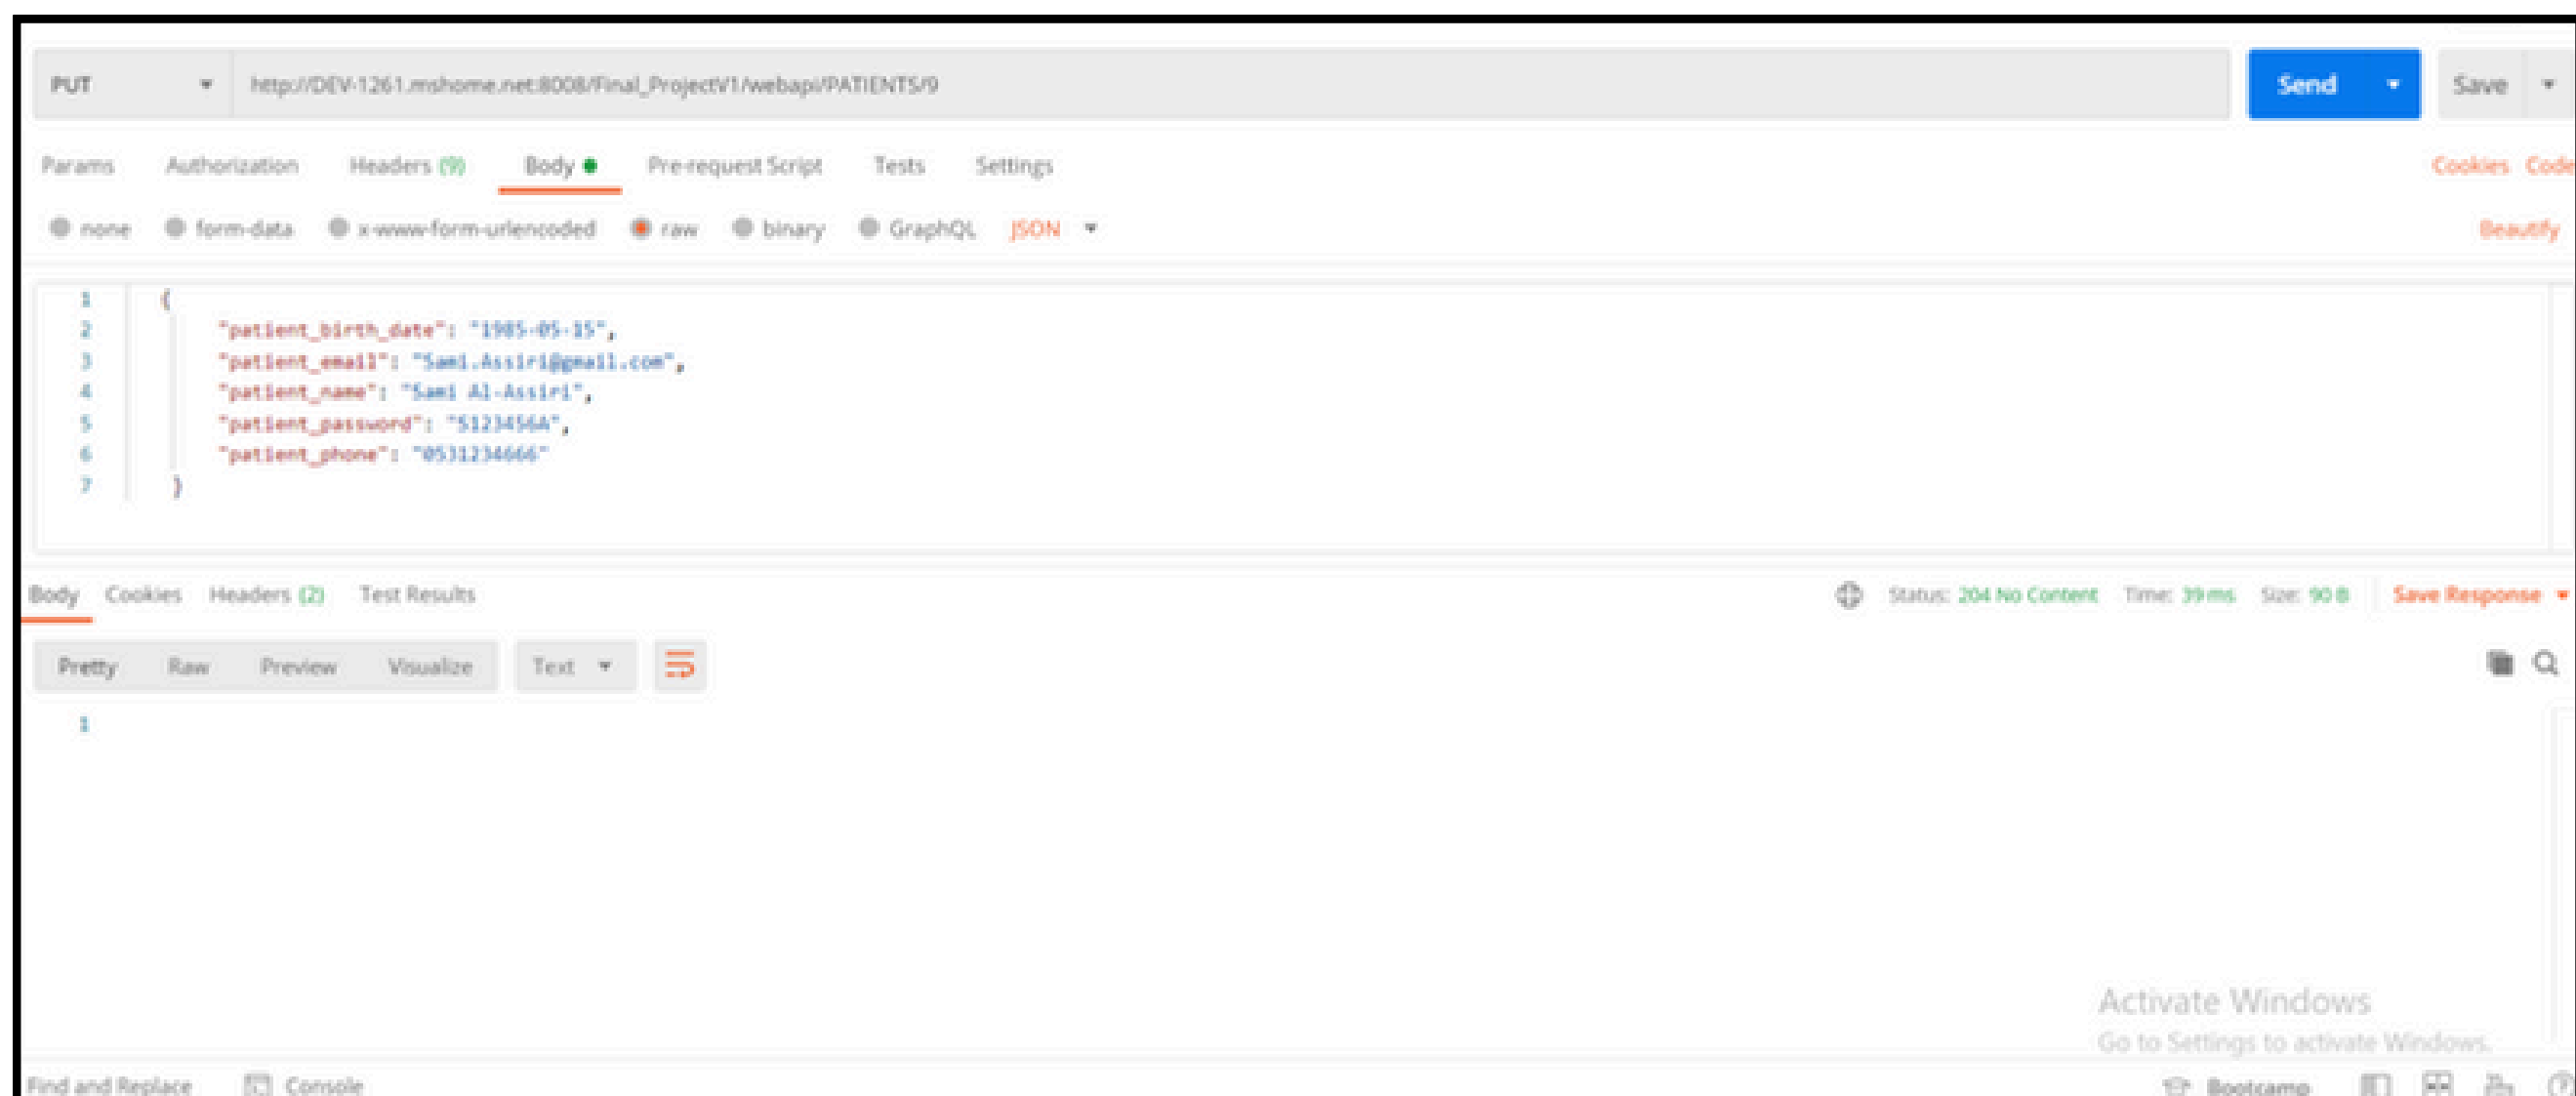 PUT http://DEV-1261.mshome.net:8008/Final_ProjectV1/webapi/PATIENTS/9 Send Save
Params Authorization Headers (9) Body Pre-request Script Tests Settings Cookies Code
none form-data x-www-form-urlencoded raw binary GraphQL JSON Beautify
1 {
2 "patient_birth_date": "1985-05-15",
3 "patient_email": "Sami.Assiri@gmail.com",
4 "patient_name": "Sami Al-Assiri",
5 "patient_password": "S123456A",
6 "patient_phone": "0531234666"
7 }
Body Cookies Headers (2) Test Results Status: 204 No Content Time: 39 ms Size: 90 B Save Response
Pretty Raw Preview Visualize Text
1
Activate Windows
Go to Settings to activate Windows.
Find and Replace Console Bootcamp